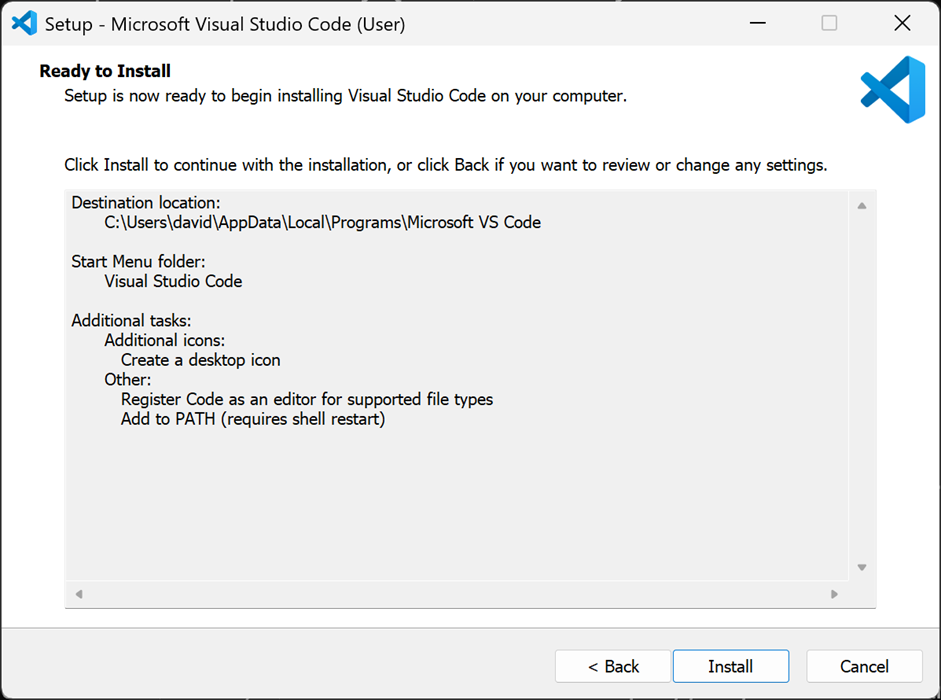 Setup - Microsoft Visual Studio Code (User)
Ready to Install
Setup is now ready to begin installing Visual Studio Code on your computer.
Click Install to continue with the installation, or click Back if you want to review or change any settings.
Destination location:
C:\Users\david\AppData\Local\Programs\Microsoft VS Code
Start Menu folder:
Visual Studio Code
Additional tasks:
Additional icons:
Create a desktop icon
Other:
Register Code as an editor for supported file types
Add to PATH (requires shell restart)
< Back
Install
Cancel